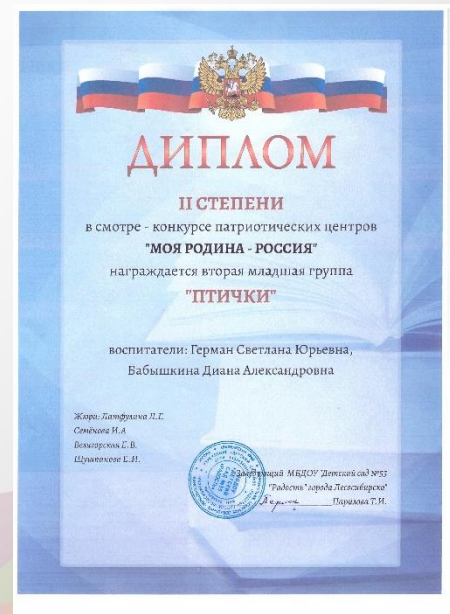 ДИПЛОМ
II СТЕПЕНИ
в смотре - конкурсе патриотических центров
"МОЯ РОДИНА - РОССИЯ"
награждается вторая младшая группа
"ПТИЧКИ"
воспитатели: Герман Светлана Юрьевна,
Бабышкина Диана Александровна
Жюри: Латфулина Л.Е.
Семёнова И.А
Е. В.
Е.И.
Заведующий МБДОУ "Детский сад №53
"Радость" города Лесосибирска"
Т.И.